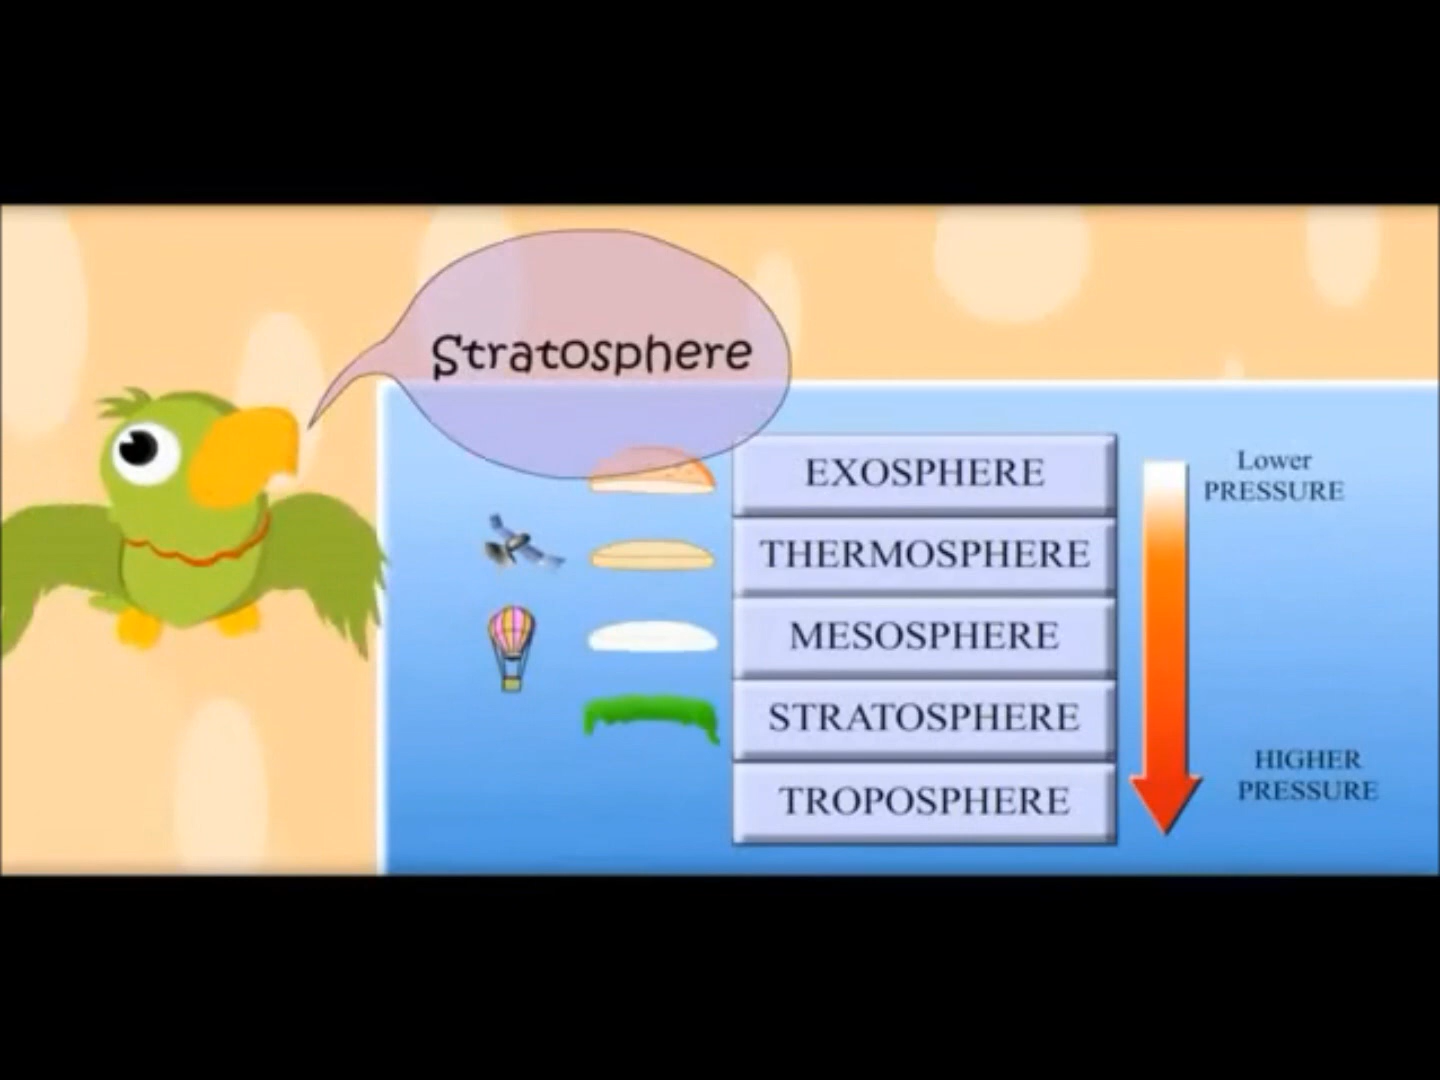 Stratosphere
EXOSPHERE
THERMOSPHERE
MESOSPHERE
STRATOSPHERE
TROPOSPHERE
Lower
PRESSURE
HIGHER
PRESSURE